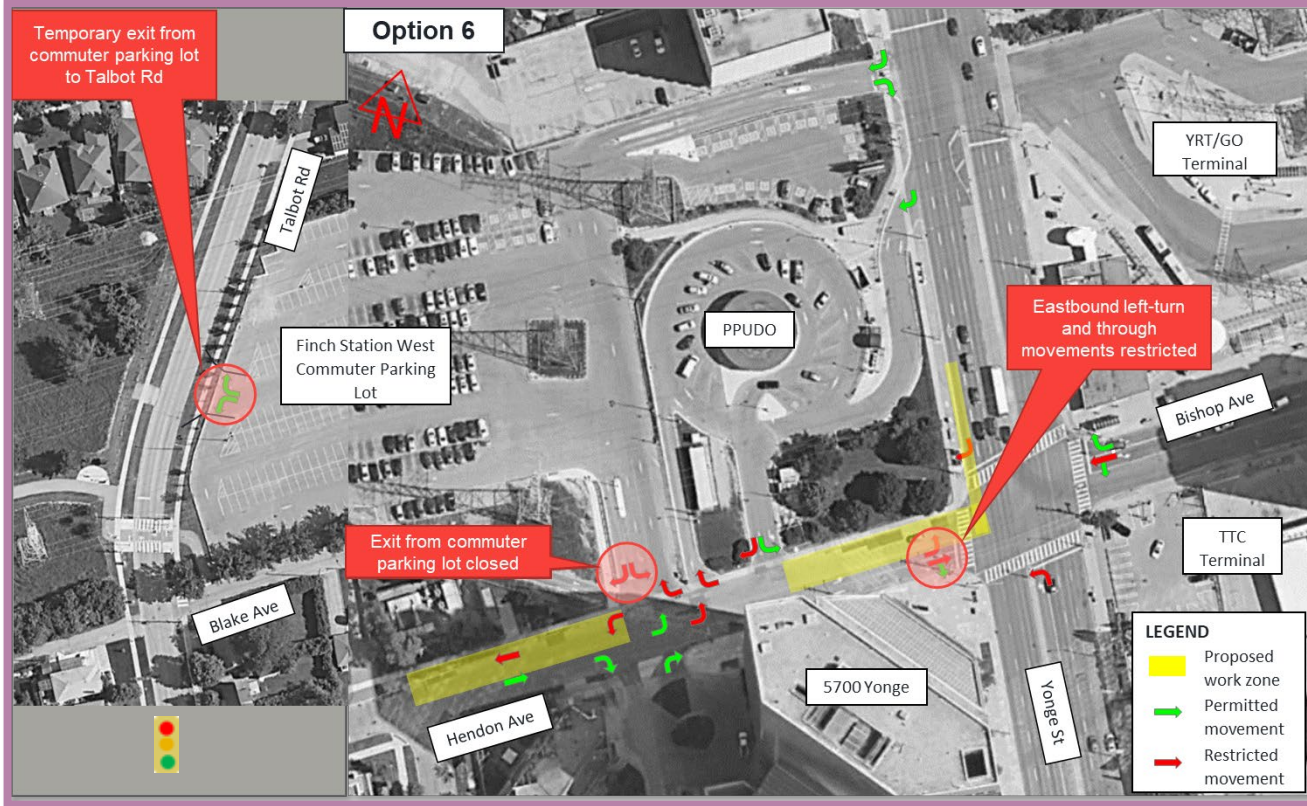 Temporary exit from
commuter parking lot
to Talbot Rd
Option 6
N
YRT/GO
Terminal
Talbot Rd
Eastbound left-turn
and through
movements restricted
PPUDO
Finch Station West
Commuter Parking
Lot
Bishop Ave
Exit from commuter
parking lot closed
TTC
Terminal
Blake Ave
LEGEND
Proposed
work zone
Permitted
movement
Restricted
movement
5700 Yonge
Yonge St
Hendon Ave